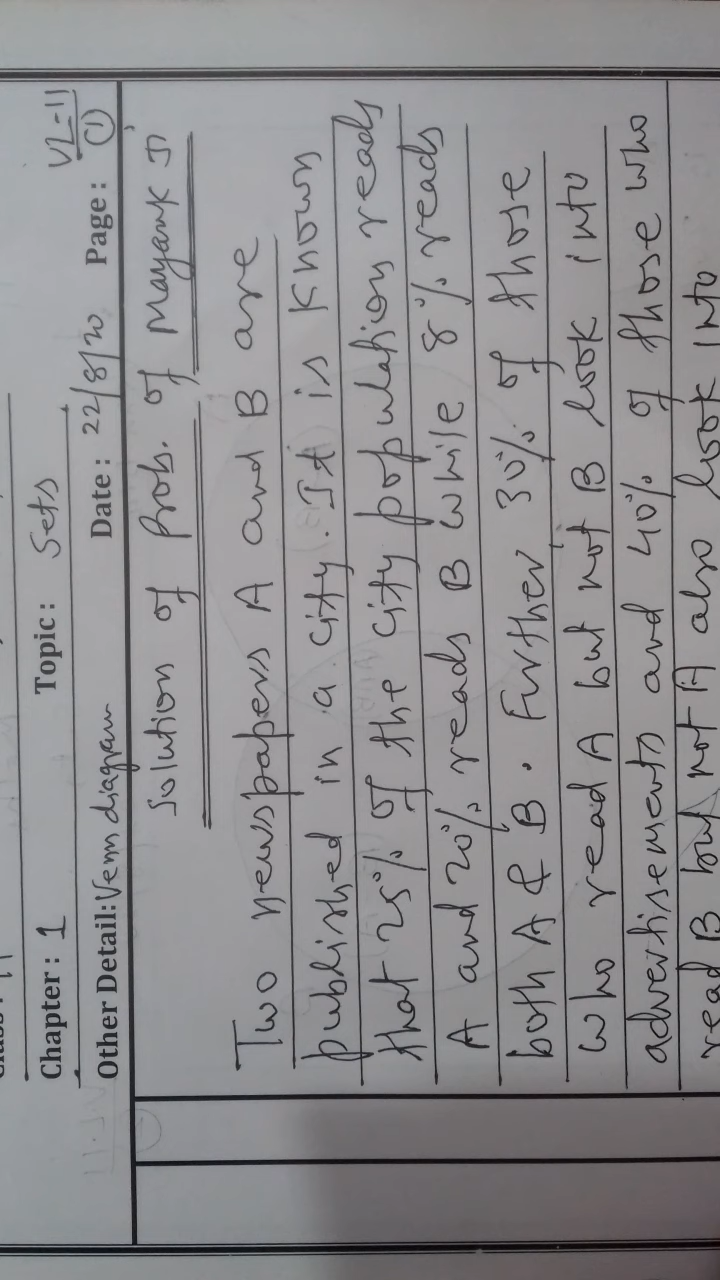 Chapter : 1 Topic : Sets VL-11
Other Detail: Venn diagram Date : 22/8/20 Page : (1)
Solution of Prob. of Mayank Ji
Two newspapers A and B are
published in a city. It is known
that 25% of the city population reads
A and 20% reads B while 8% reads
both A & B. Further 30% of those
who read A but not B look into
advertisements and 40% of those who
read B but not A also look into